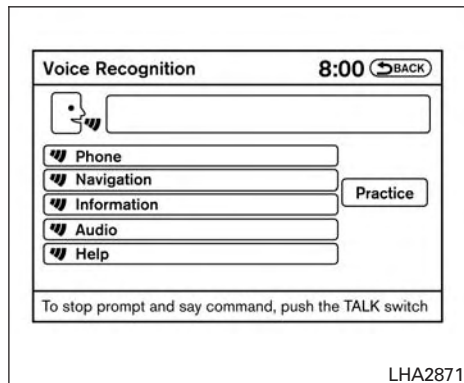 Voice Recognition 8:00 BACK
Phone
Navigation
Information
Practice
Audio
Help
To stop prompt and say command, push the TALK switch
LHA2871